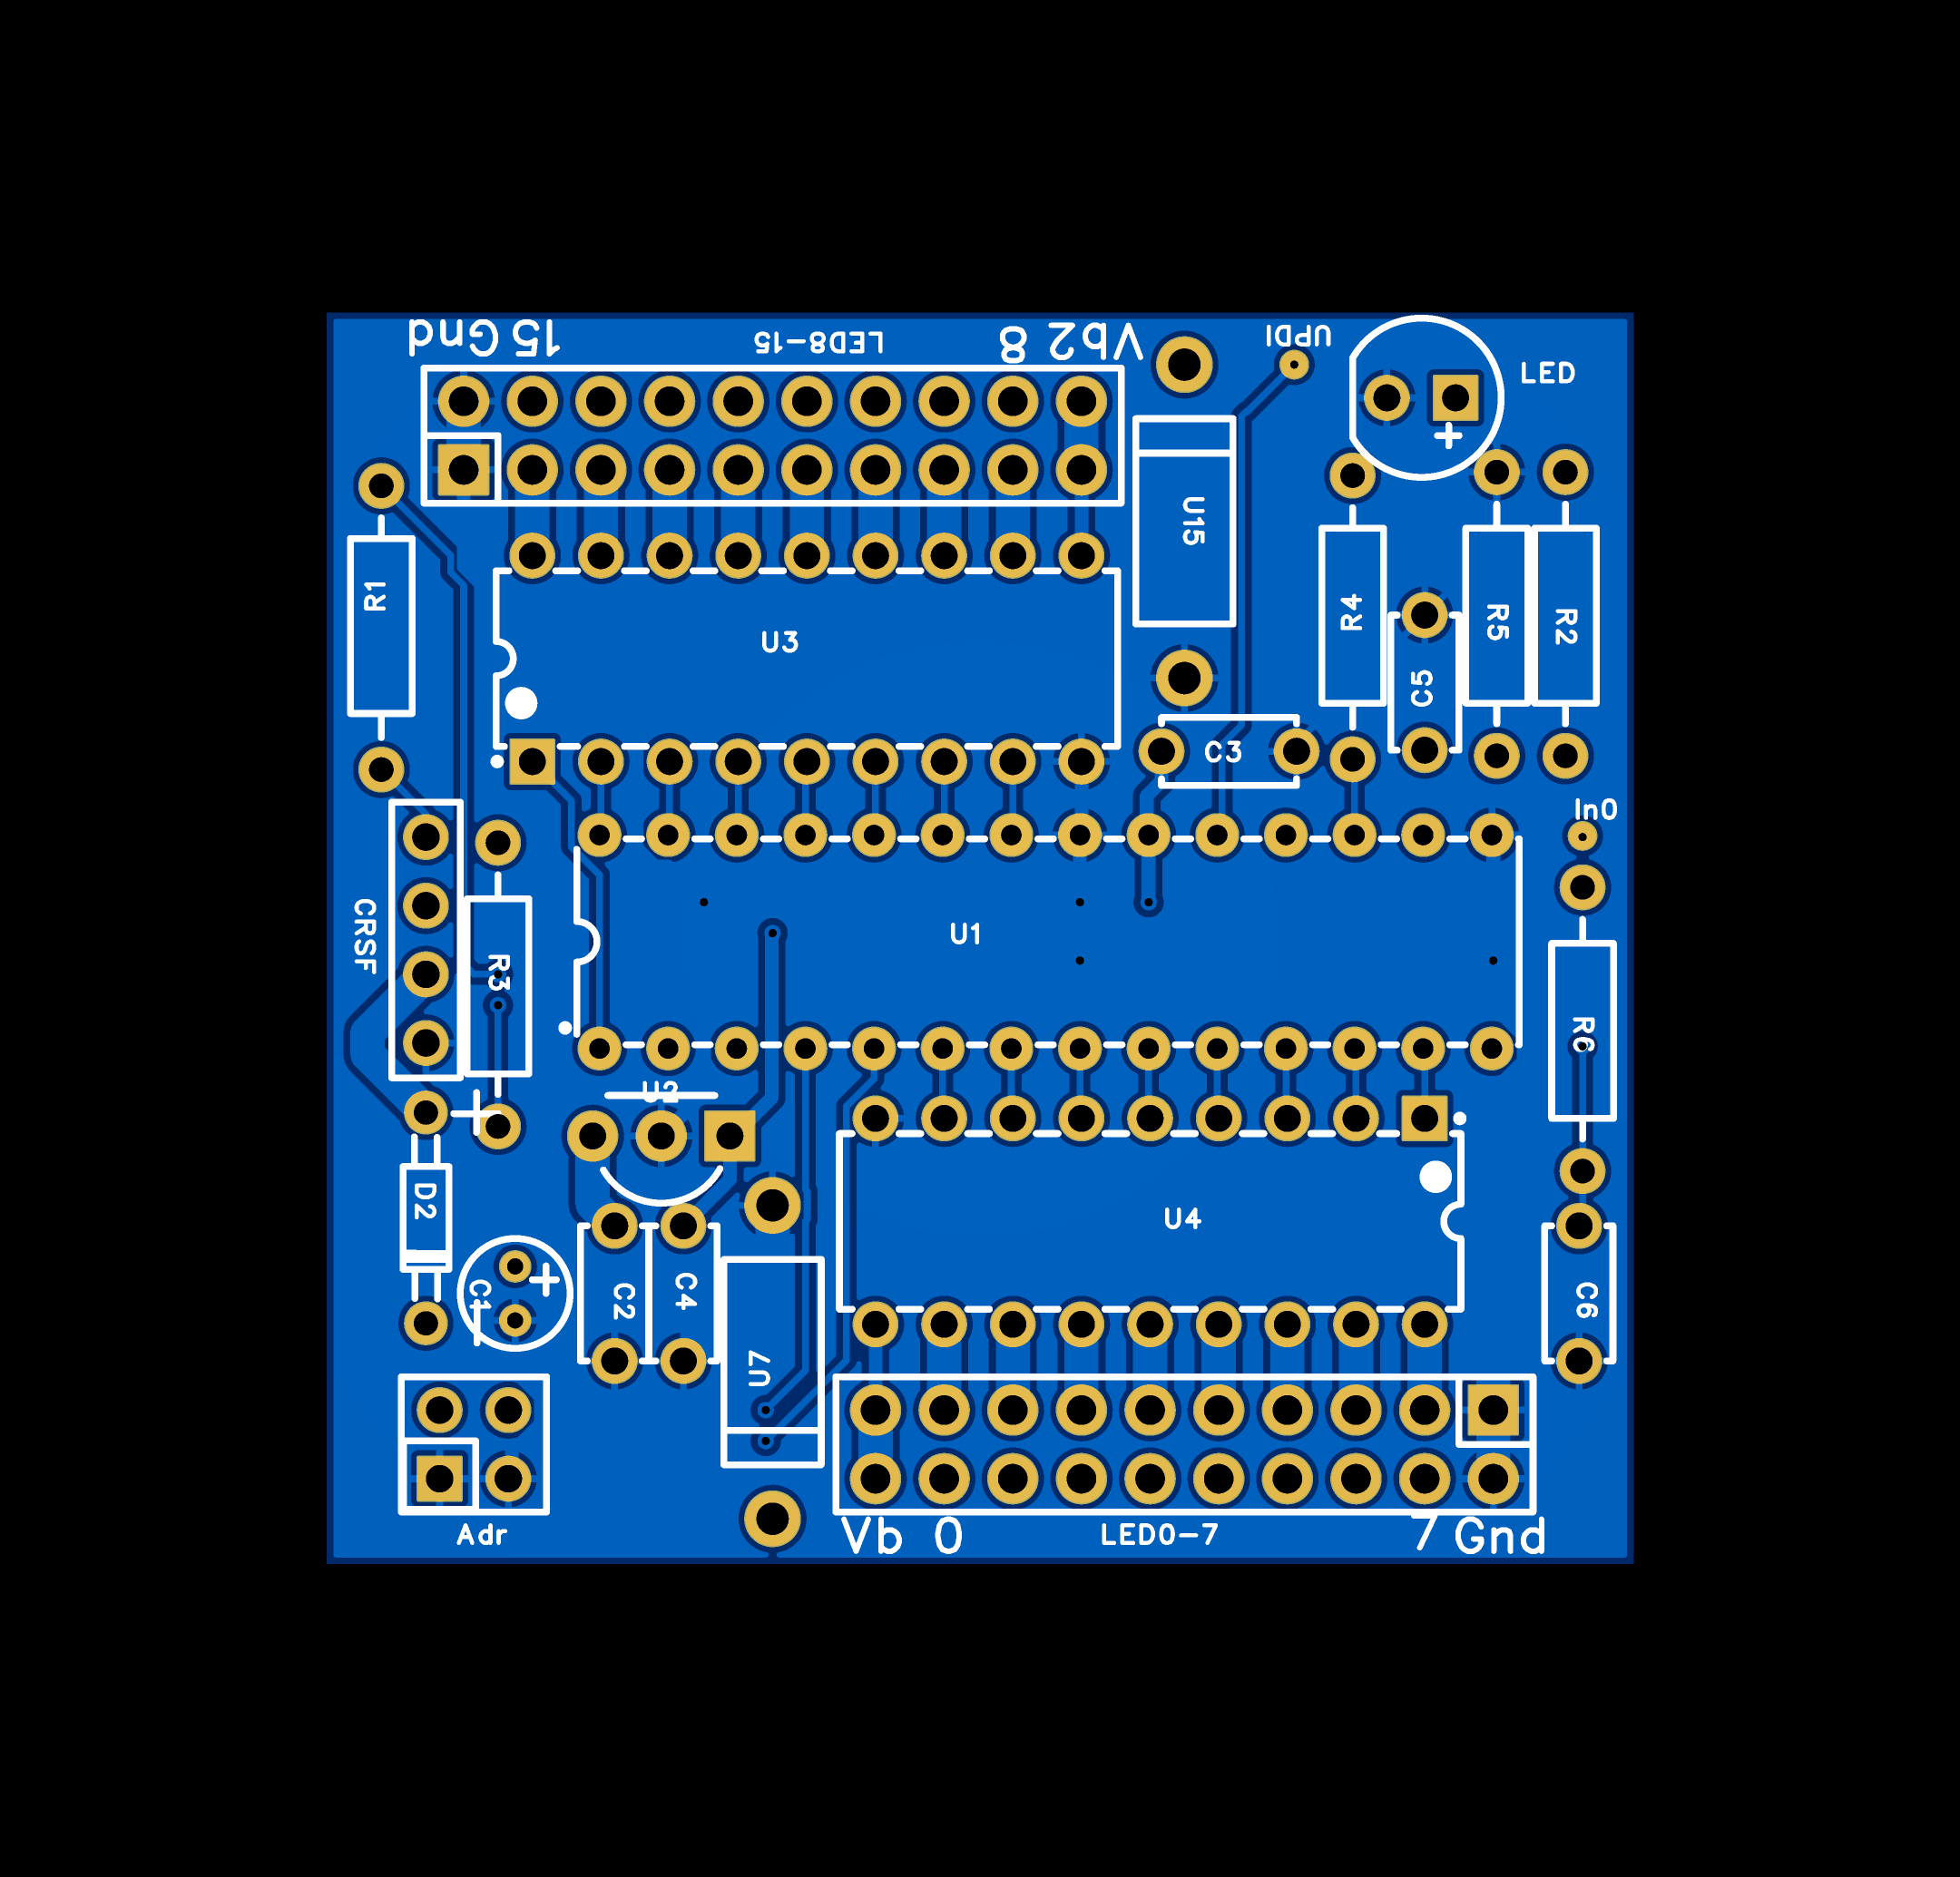 Gnd 15 LED8-15 8 Vb2 UPDI
LED
+
U15
R1
R4
R5
R2
U3
C5
C3
In0
CRSF
R3
U1
R6
U2
D2
U4
C1
+
C2
C4
C6
U7
Adr
Vb 0 LED0-7 7 Gnd